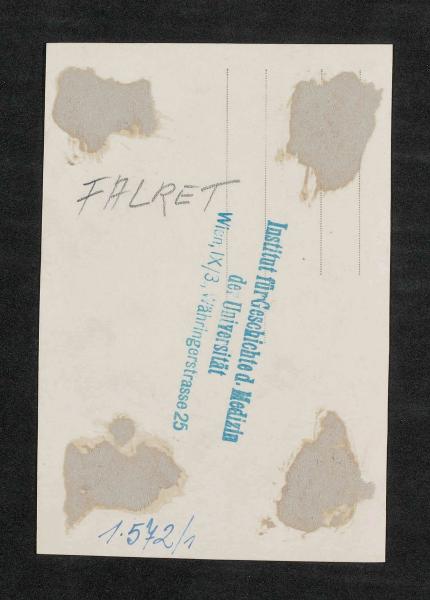 FALRET
Institut für Geschichte d. Medizin
der Universität
Wien, IX/3, Währingerstrasse 25
1.572/1